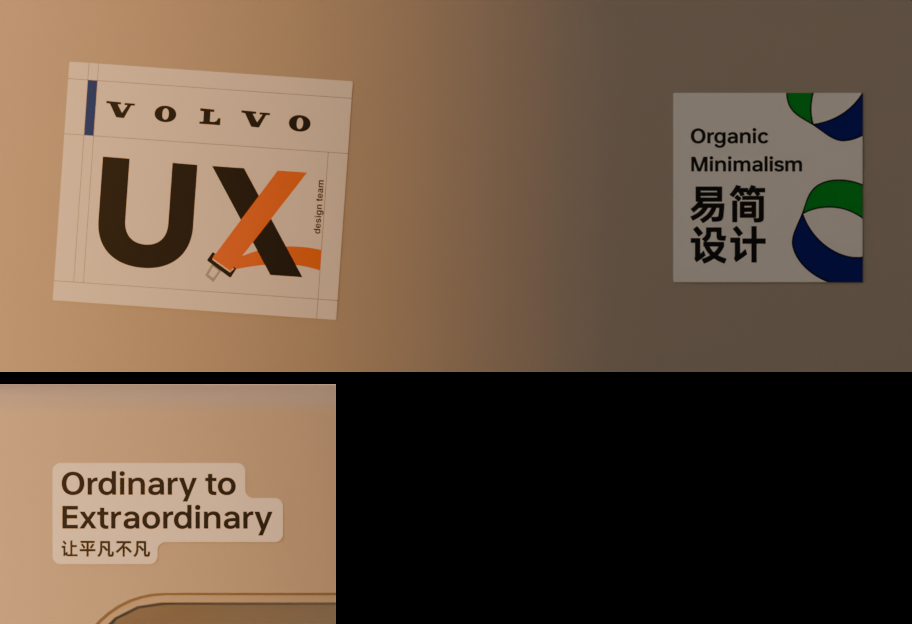 VOLVO
UX
design team
Organic
Minimalism
易简
设计
Ordinary to
Extraordinary
让平凡不凡